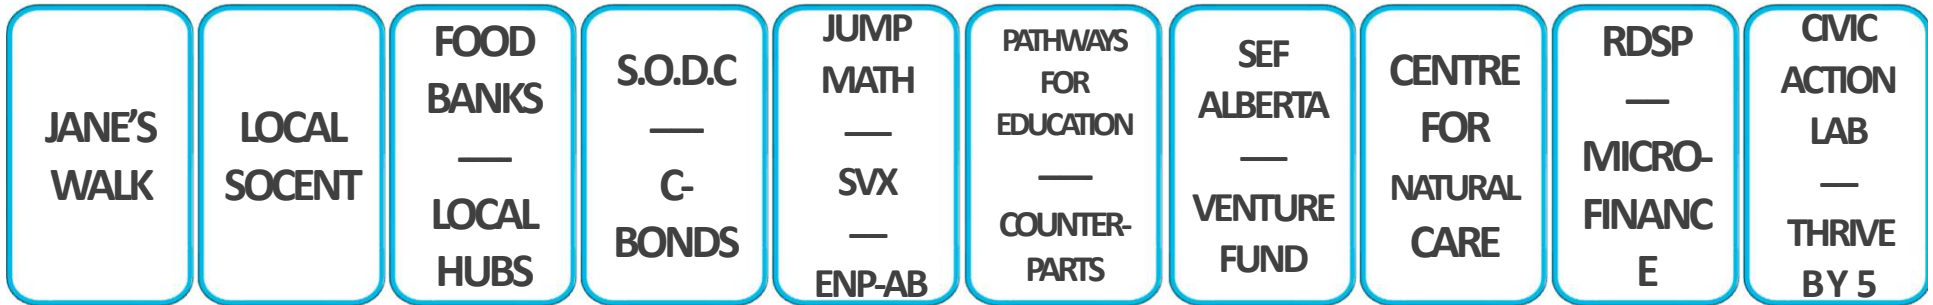 JANE'S
WALK
LOCAL
SOCENT
FOOD
BANKS
—
LOCAL
HUBS
S.O.D.C
—
C-
BONDS
JUMP
MATH
—
SVX
—
ENP-AB
PATHWAYS
FOR
EDUCATION
—
COUNTER-
PARTS
SEF
ALBERTA
—
VENTURE
FUND
CENTRE
FOR
NATURAL
CARE
RDSP
—
MICRO-
FINANC
E
CIVIC
ACTION
LAB
—
THRIVE
BY 5